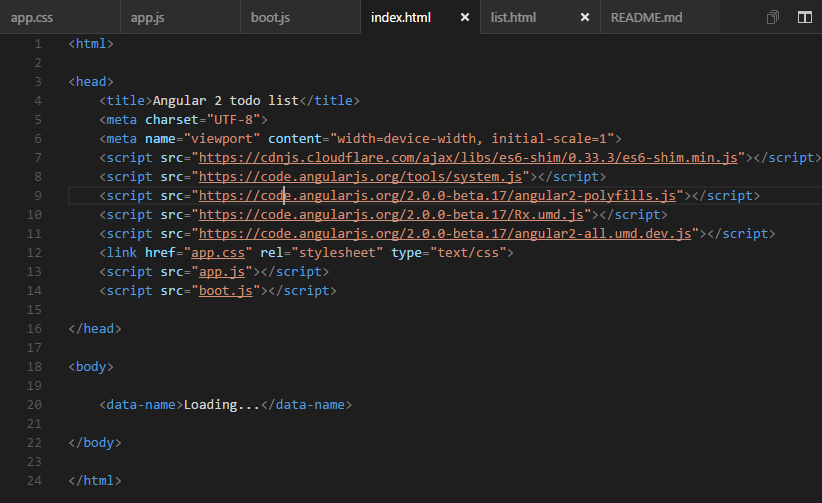 app.css app.js boot.js index.html × list.html × README.md
1 <html>
2
3 <head>
4 <title>Angular 2 todo list</title>
5 <meta charset="UTF-8">
6 <meta name="viewport" content="width=device-width, initial-scale=1">
7 <script src="https://cdnjs.cloudflare.com/ajax/libs/es6-shim/0.33.3/es6-shim.min.js"></script>
8 <script src="https://code.angularjs.org/tools/system.js"></script>
9 <script src="https://code.angularjs.org/2.0.0-beta.17/angular2-polyfills.js"></script>
10 <script src="https://code.angularjs.org/2.0.0-beta.17/Rx.umd.js"></script>
11 <script src="https://code.angularjs.org/2.0.0-beta.17/angular2-all.umd.dev.js"></script>
12 <link href="app.css" rel="stylesheet" type="text/css">
13 <script src="app.js"></script>
14 <script src="boot.js"></script>
15
16 </head>
17
18 <body>
19
20 <data-name>Loading...</data-name>
21
22 </body>
23
24 </html>